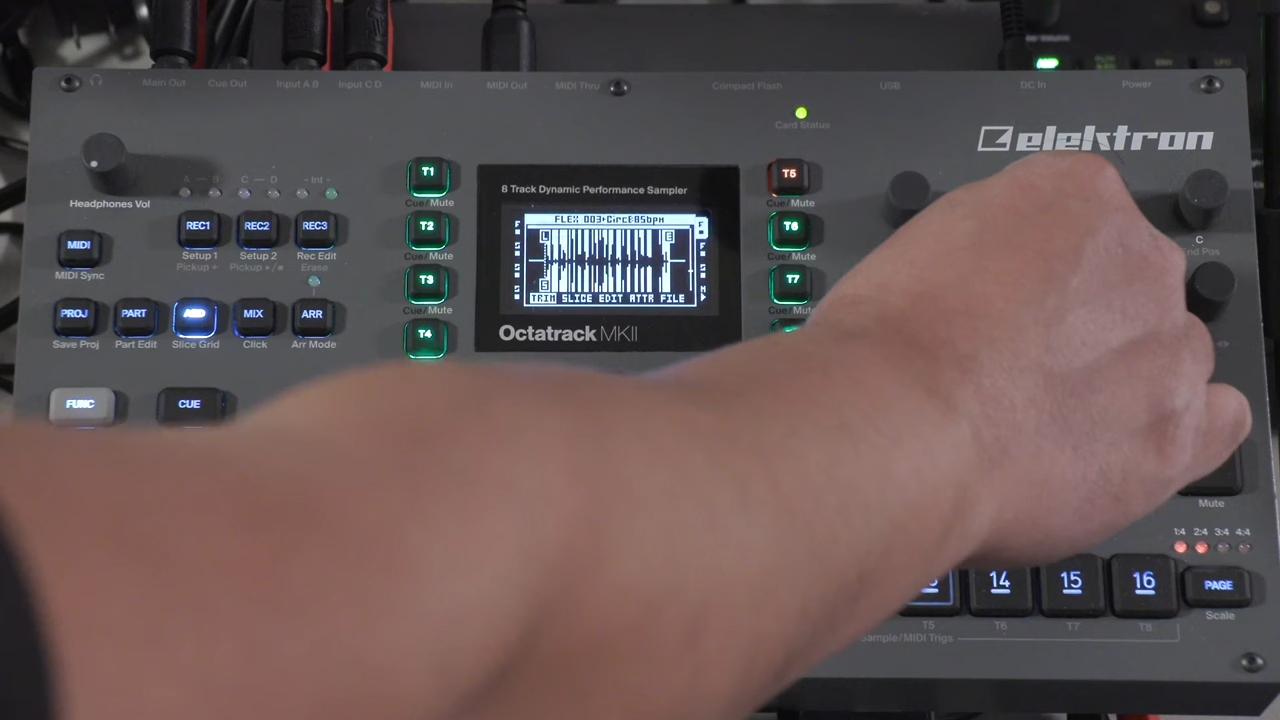 Main Out Cue Out Input A B Input C D MIDI In MIDI Out MIDI Thru Compact Flash USB DC In Power
Card Status
elektron
Headphones Vol
A B C D Int
T1
Cue/Mute
T2
Cue/Mute
T3
Cue/Mute
T4
8 Track Dynamic Performance Sampler
TRIM SLICE EDIT ATTR FILE
Octatrack MKII
T5
Cue/Mute
T6
Cue/Mute
T7
REC1 REC2 REC3
Setup 1 Setup 2 Rec Edit
Pickup + Erase
MIDI
MIDI Sync
PROJ PART AED MIX ARR
Save Proj Part Edit Slice Grid Click Arr Mode
FUNC CUE
C
Mute
1:4 2:4 3:4 4:4
14 15 16 PAGE
T5 T6 T7 T8 Scale
Sample/MIDI Trigs